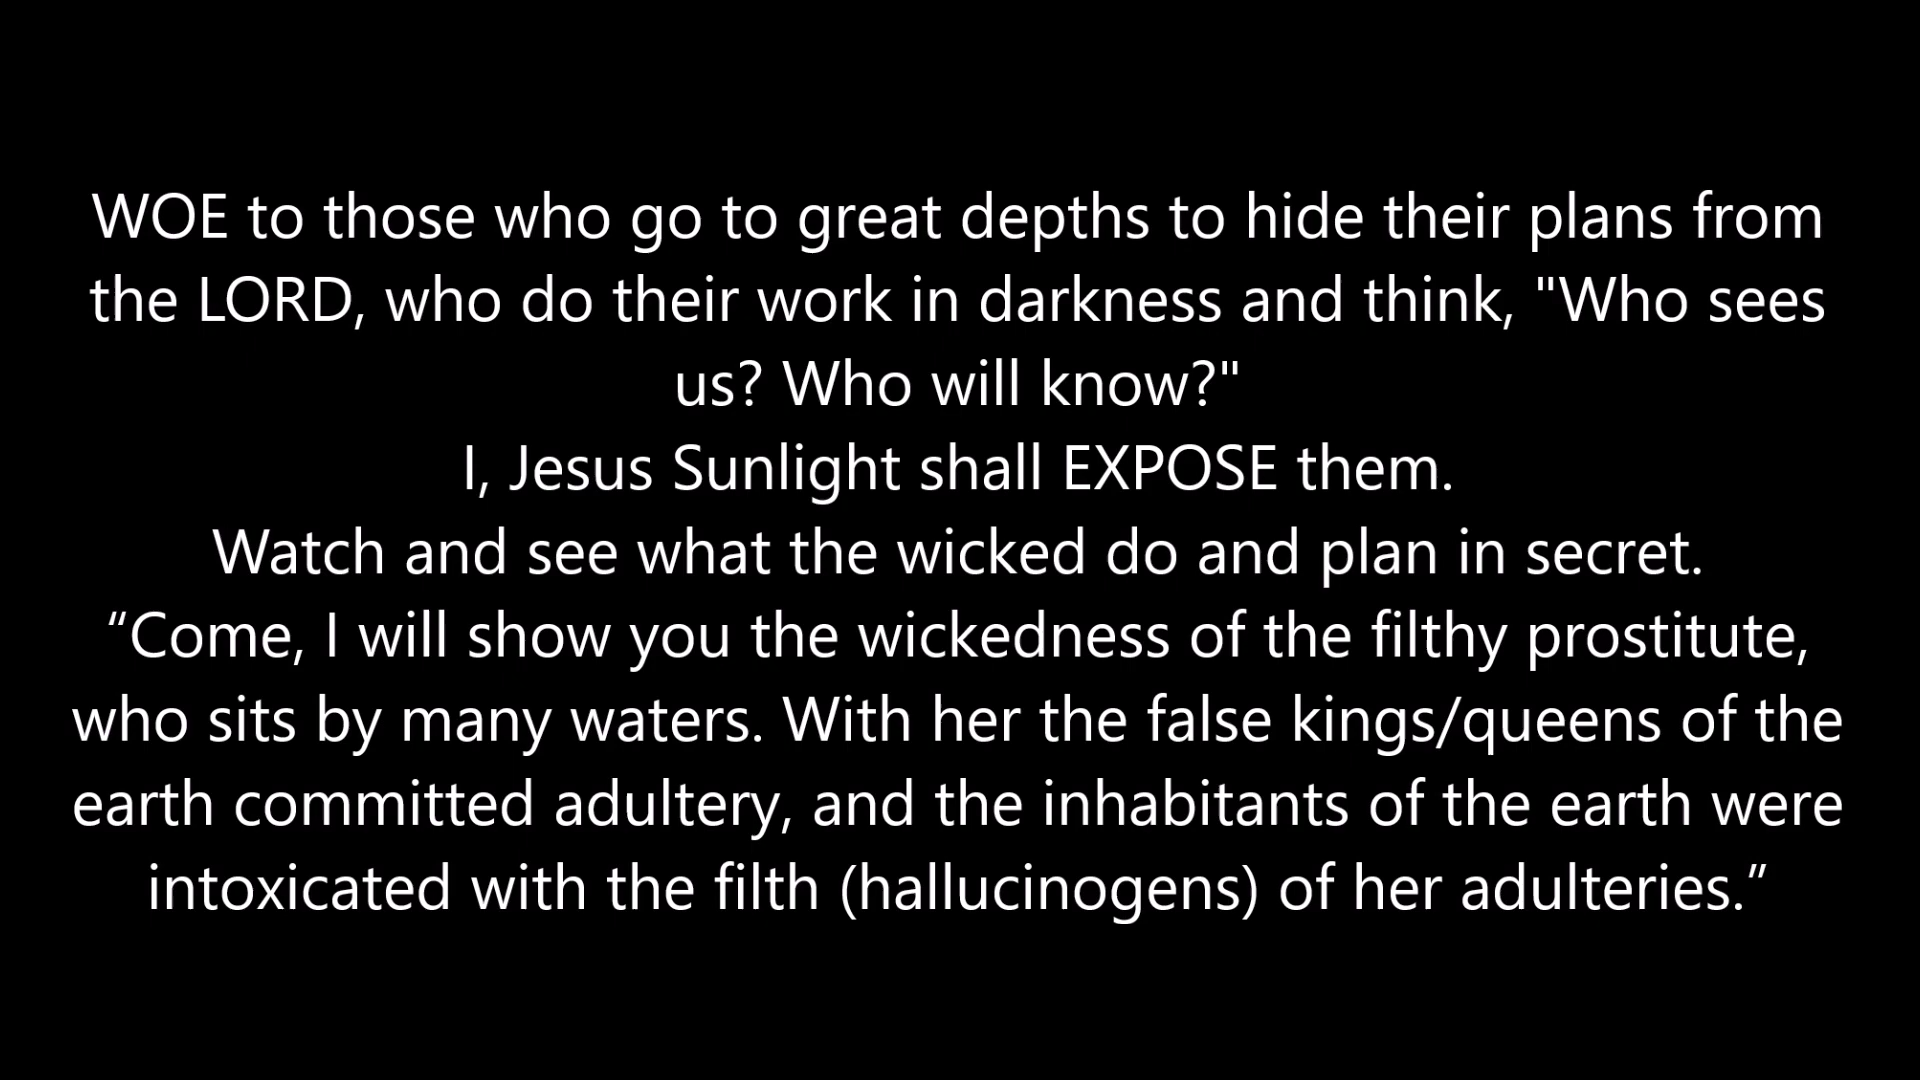 WOE to those who go to great depths to hide their plans from
the LORD, who do their work in darkness and think, "Who sees
us? Who will know?"
I, Jesus Sunlight shall EXPOSE them.
Watch and see what the wicked do and plan in secret.
“Come, I will show you the wickedness of the filthy prostitute,
who sits by many waters. With her the false kings/queens of the
earth committed adultery, and the inhabitants of the earth were
intoxicated with the filth (hallucinogens) of her adulteries.”